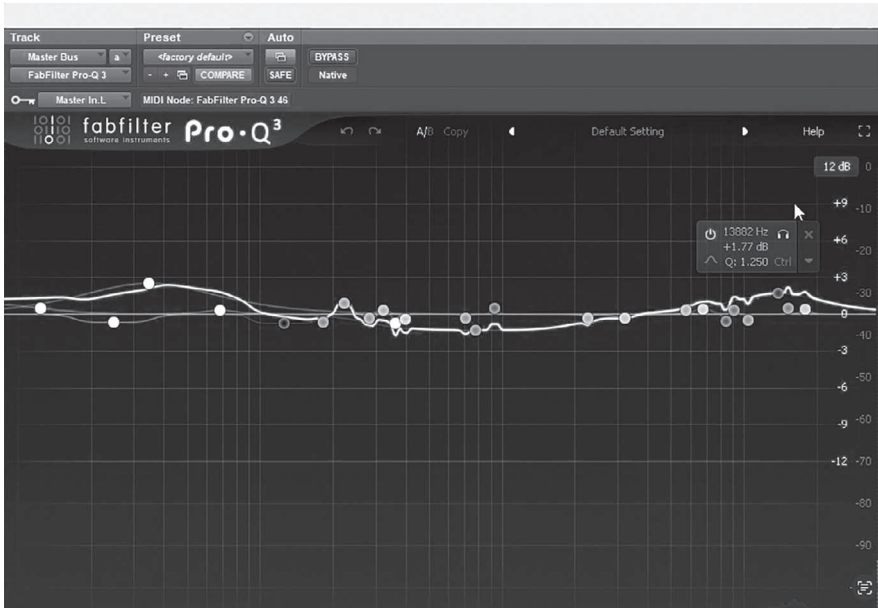 Track Preset Auto
Master Bus a <factory default> BYPASS
FabFilter Pro-Q 3 - + COMPARE SAFE Native
Master In.L MIDI Node: FabFilter Pro-Q 3 46
fabfilter Pro·Q³ A/B Copy Default Setting Help
software instruments
12 dB 0
+9 -10
13882 Hz
+1.77 dB
Q: 1.250 Ctrl
+6 -20
+3 -30
0 -40
-3
-6 -50
-9 -60
-12 -70
-80
-90